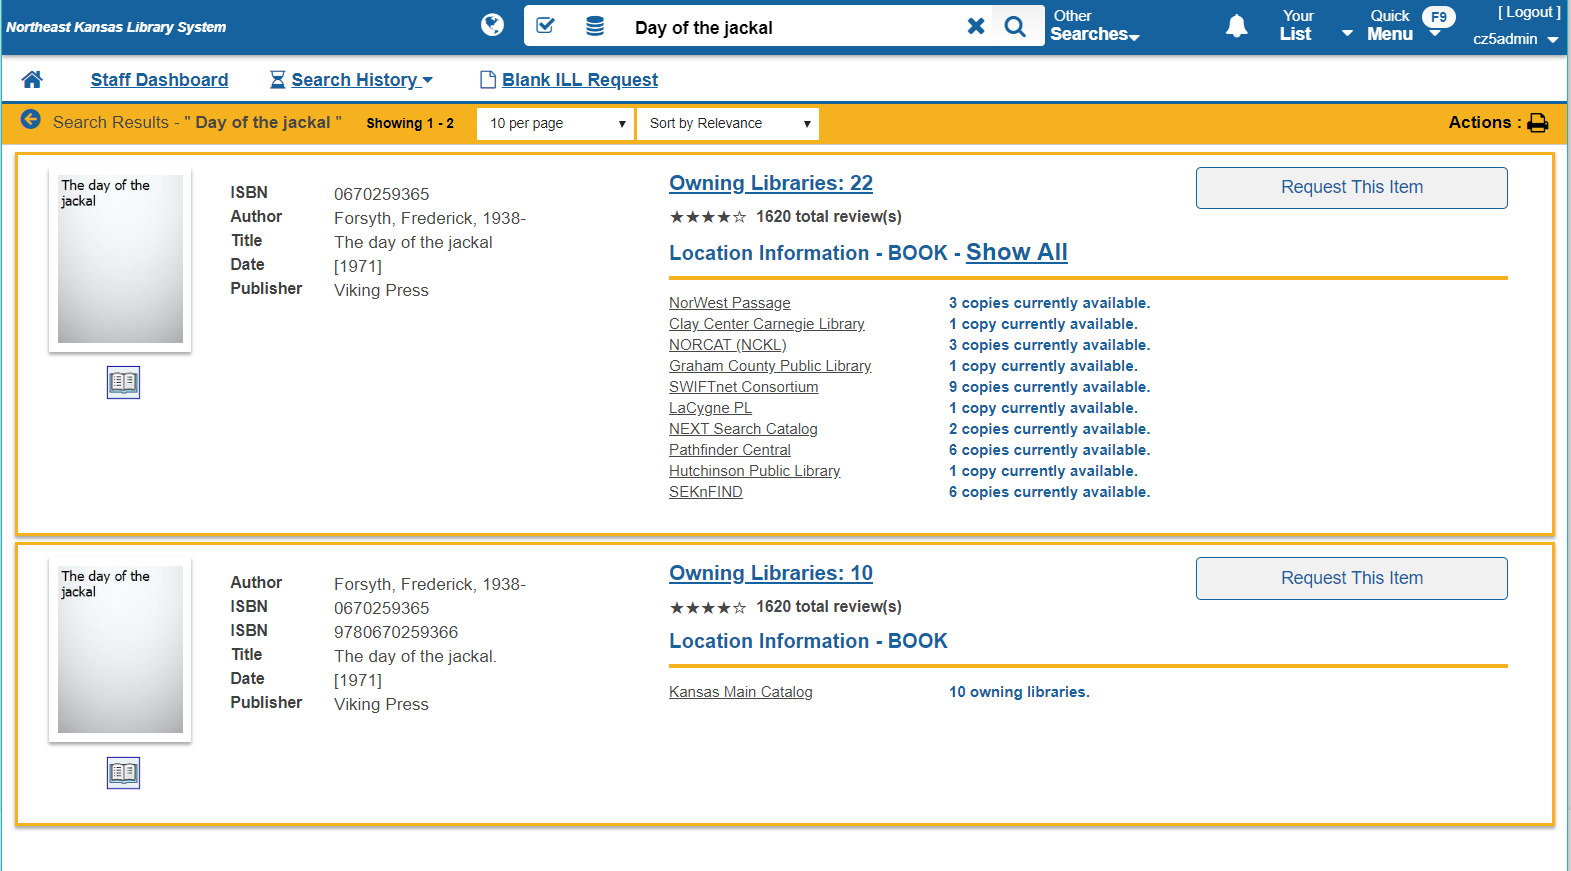 Northeast Kansas Library System
Day of the jackal
Other
Searches
Your
List
Quick
Menu
F9
[ Logout ]
cz5admin
Staff Dashboard
Search History
Blank ILL Request
Search Results - " Day of the jackal "
Showing 1 - 2
10 per page
Sort by Relevance
Actions :
The day of the
jackal
ISBN 0670259365
Author Forsyth, Frederick, 1938-
Title The day of the jackal
Date [1971]
Publisher Viking Press
Owning Libraries: 22
1620 total review(s)
Location Information - BOOK - Show All
NorWest Passage 3 copies currently available.
Clay Center Carnegie Library 1 copy currently available.
NORCAT (NCKL) 3 copies currently available.
Graham County Public Library 1 copy currently available.
SWIFTnet Consortium 9 copies currently available.
LaCygne PL 1 copy currently available.
NEXT Search Catalog 2 copies currently available.
Pathfinder Central 6 copies currently available.
Hutchinson Public Library 1 copy currently available.
SEKnFIND 6 copies currently available.
Request This Item
The day of the
jackal
Author Forsyth, Frederick, 1938-
ISBN 0670259365
ISBN 9780670259366
Title The day of the jackal.
Date [1971]
Publisher Viking Press
Owning Libraries: 10
1620 total review(s)
Location Information - BOOK
Kansas Main Catalog 10 owning libraries.
Request This Item